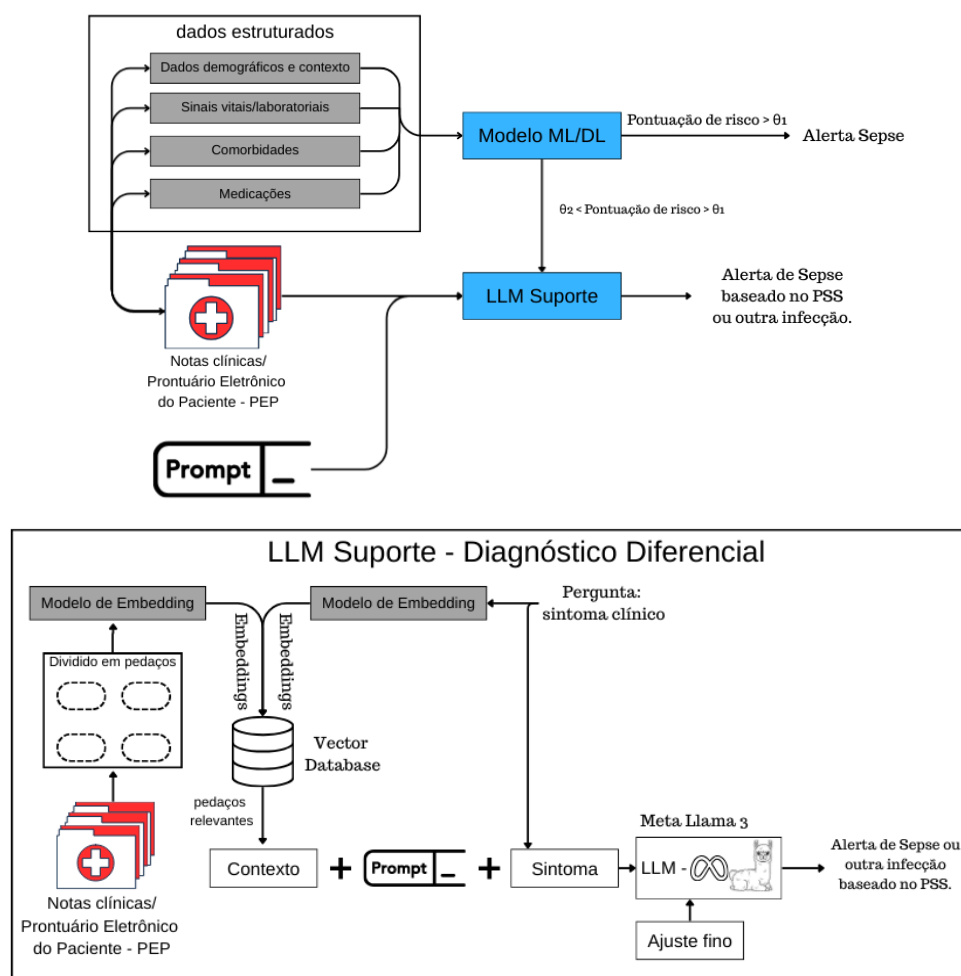 dados estruturados
Dados demográficos e contexto
Sinais vitais/laboratoriais
Comorbidades
Medicações
Modelo ML/DL
Pontuação de risco > θ1
Alerta Sepse
θ2 < Pontuação de risco > θ1
LLM Suporte
Alerta de Sepse
baseado no PSS
ou outra infecção.
Notas clínicas/
Prontuário Eletrônico
do Paciente - PEP
Prompt _
LLM Suporte - Diagnóstico Diferencial
Modelo de Embedding
Modelo de Embedding
Pergunta:
sintoma clínico
Embeddings
Embeddings
Dividido em pedaços
Vector
Database
pedaços
relevantes
Notas clínicas/
Prontuário Eletrônico
do Paciente - PEP
Contexto
+
Prompt _
+
Sintoma
Meta Llama 3
LLM -
Ajuste fino
Alerta de Sepse ou
outra infecção
baseado no PSS.